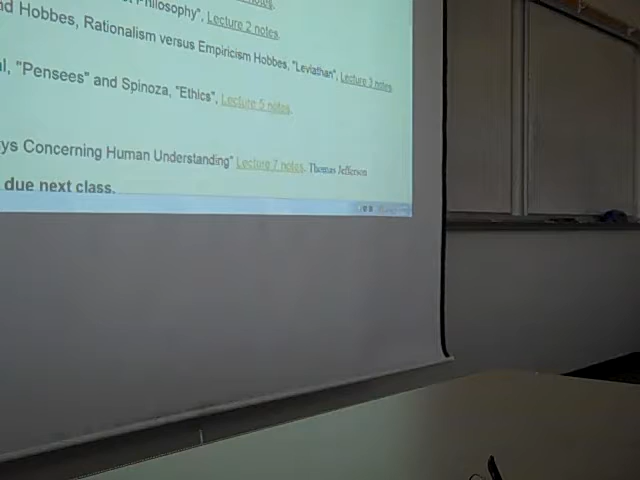 Philosophy", Lecture 2 notes.
Hobbes, Rationalism versus Empiricism Hobbes, "Leviathan", Lecture 3 notes
"Pensees" and Spinoza, "Ethics", Lecture 5 notes.
ys Concerning Human Understanding" Lecture 7 notes. Thomas Jefferson
due next class.